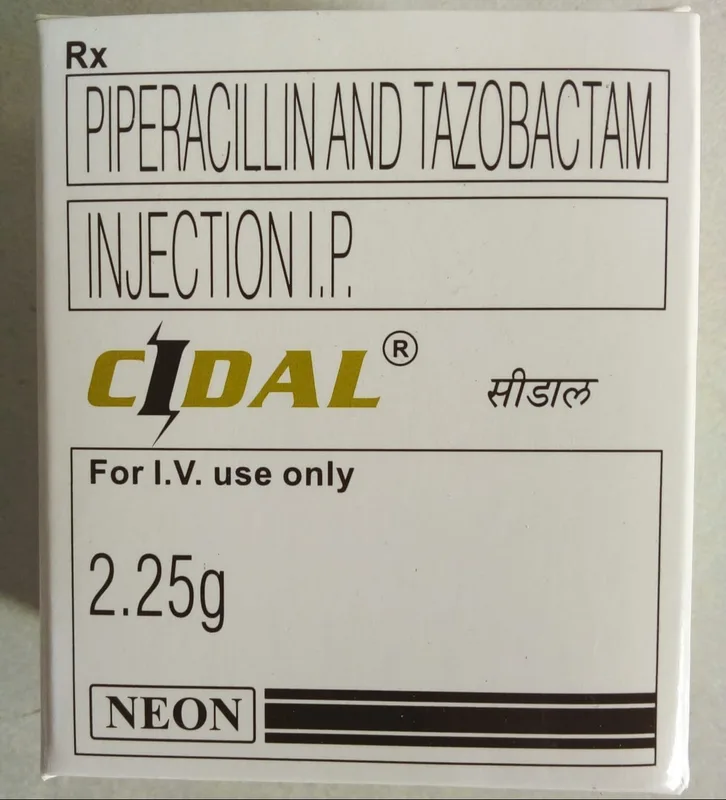 Rx
PIPERACILLIN AND TAZOBACTAM
INJECTION I.P.
CIDAL® सीडाल
For I.V. use only
2.25g
NEON